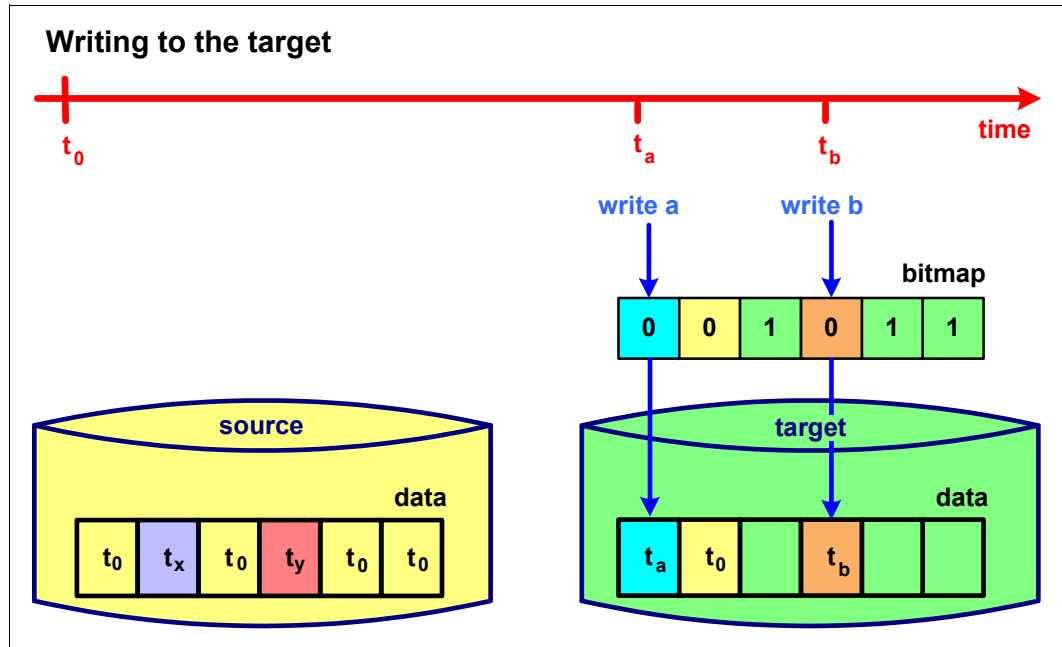 Writing to the target
time
t0 ta tb
write a write b
bitmap
0 0 1 0 1 1
source target
data data
t0 tx t0 ty t0 t0 ta t0 tb